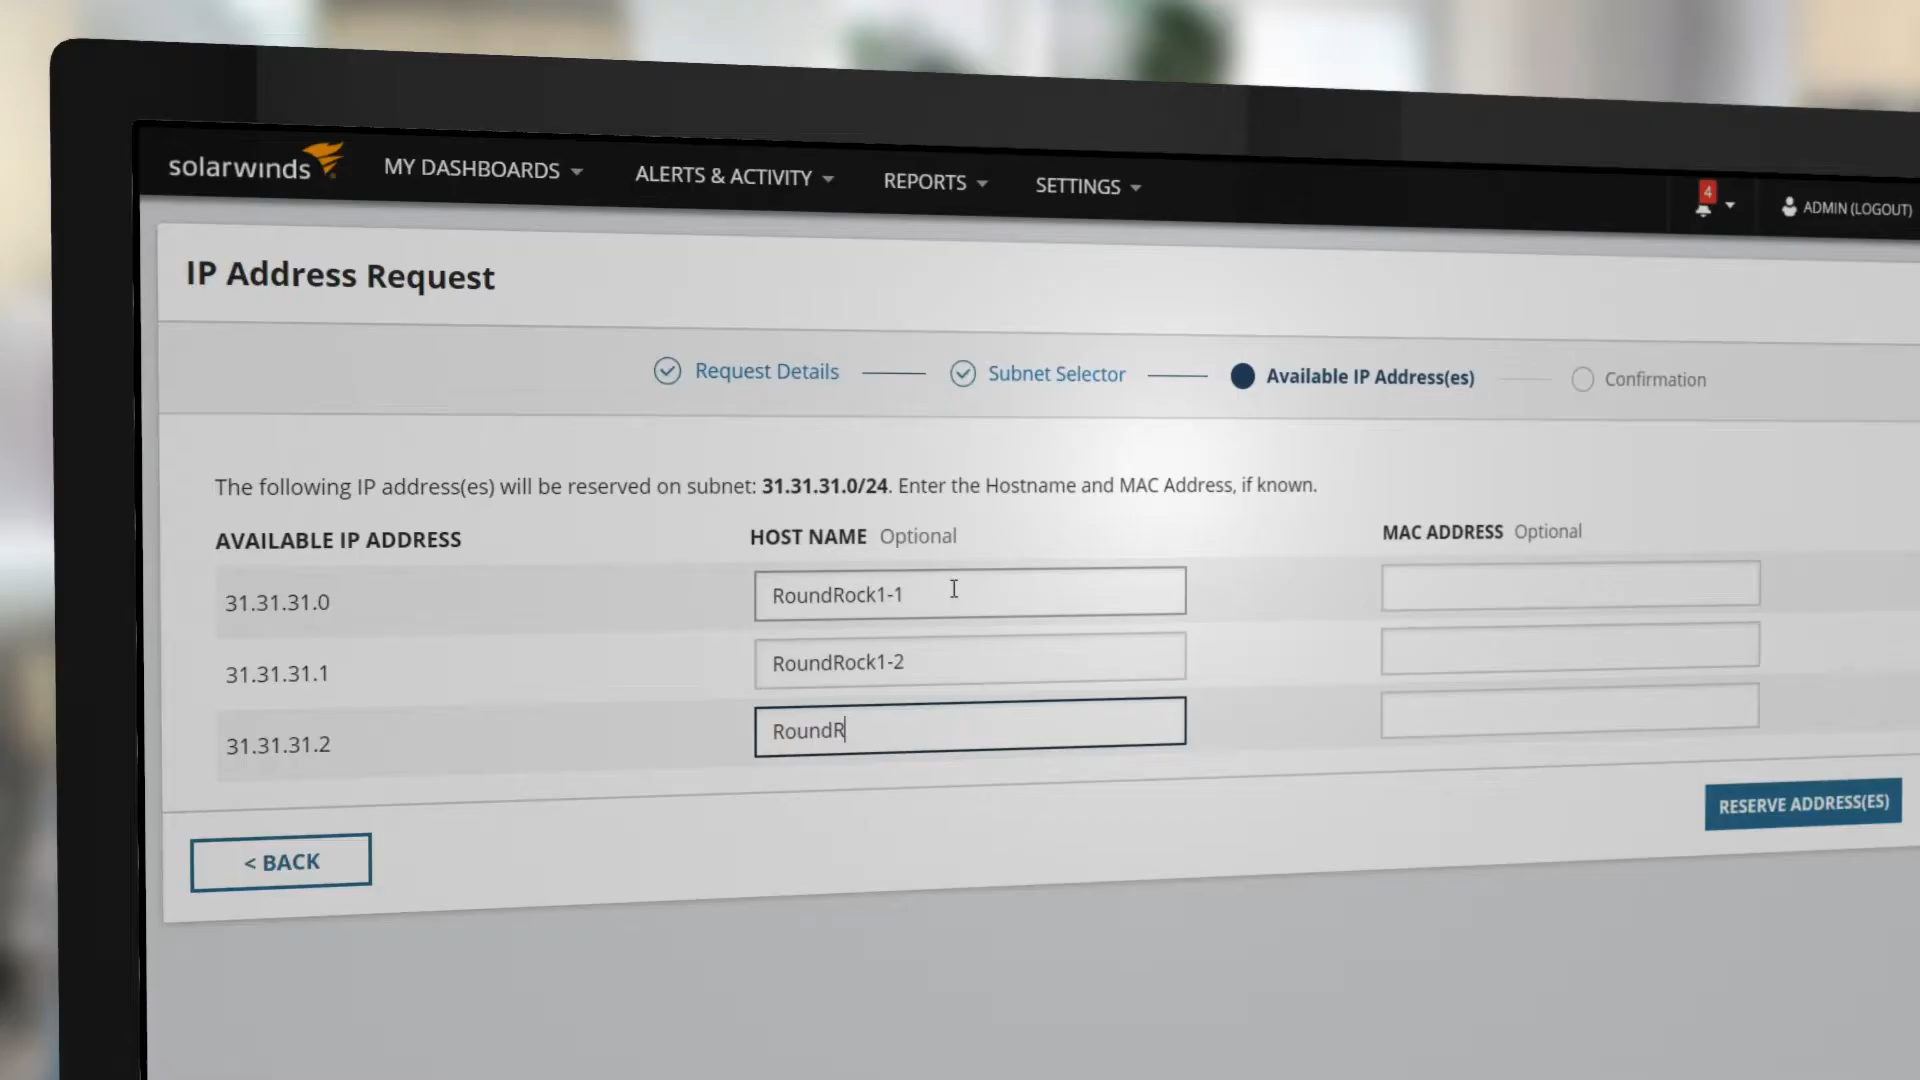 solarwinds MY DASHBOARDS ALERTS & ACTIVITY REPORTS SETTINGS 4 ADMIN (LOGOUT)
IP Address Request
Request Details Subnet Selector Available IP Address(es) Confirmation
The following IP address(es) will be reserved on subnet: 31.31.31.0/24. Enter the Hostname and MAC Address, if known.
AVAILABLE IP ADDRESS HOST NAME Optional MAC ADDRESS Optional
31.31.31.0 RoundRock1-1
31.31.31.1 RoundRock1-2
31.31.31.2 RoundR
RESERVE ADDRESS(ES)
< BACK